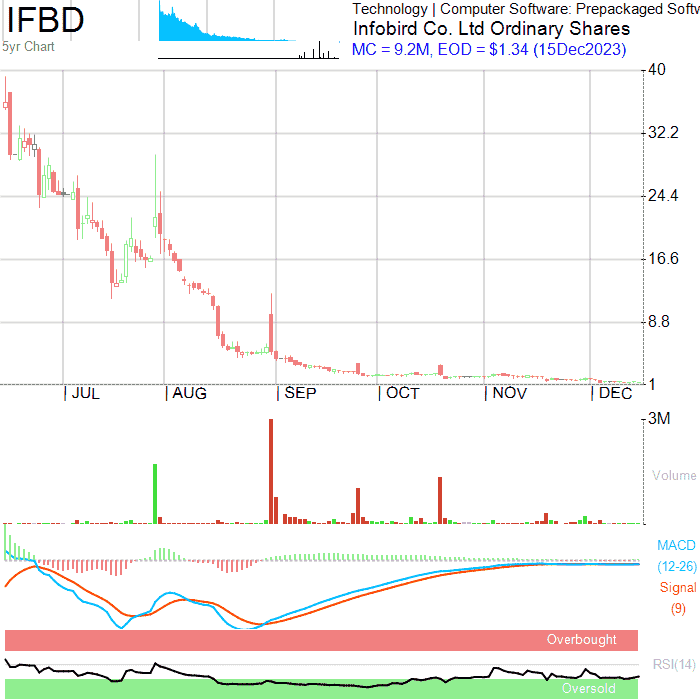 IFBD
5yr Chart
Technology | Computer Software: Prepackaged Softw
Infobird Co. Ltd Ordinary Shares
MC = 9.2M, EOD = $1.34 (15Dec2023)
40
32.2
24.4
16.6
8.8
1
JUL AUG SEP OCT NOV DEC
3M
Volume
MACD
(12-26)
Signal
(9)
Overbought
RSI(14)
Oversold